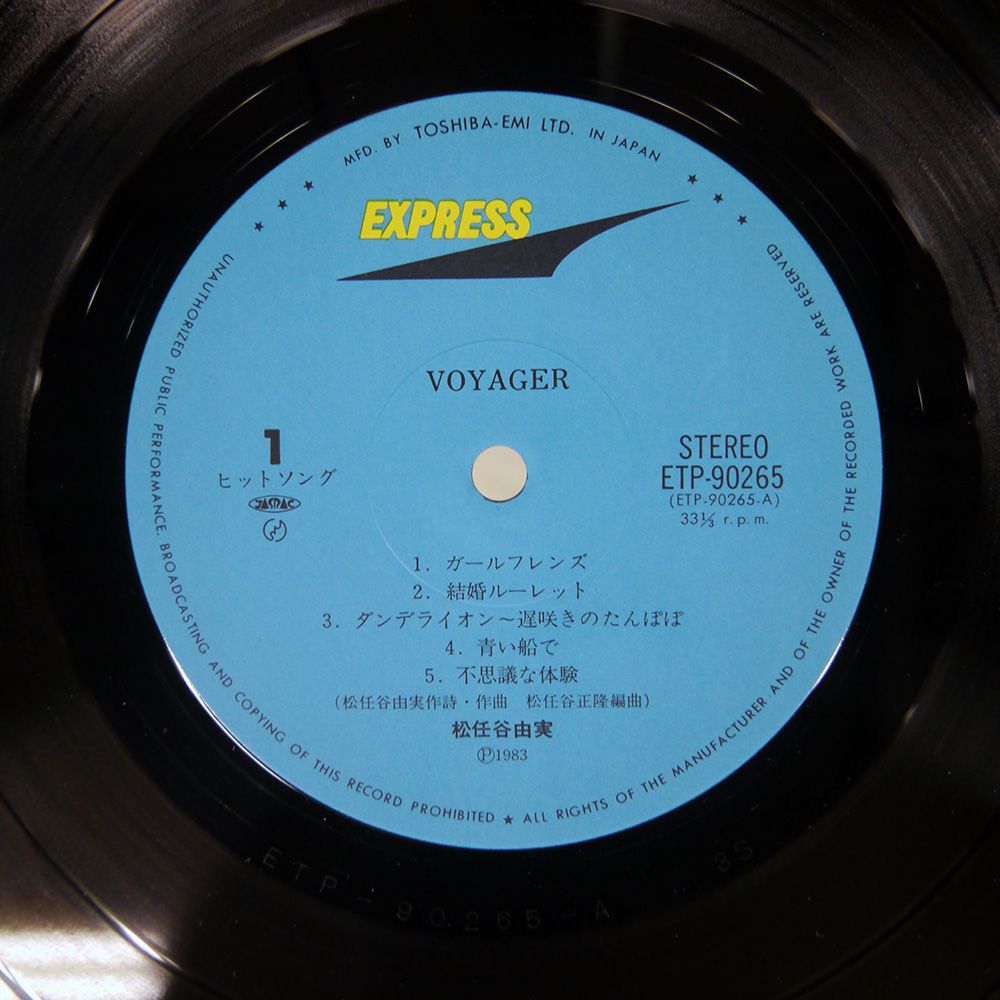 MFD. BY TOSHIBA-EMI LTD. IN JAPAN
EXPRESS
VOYAGER
1
ヒットソング
JASRAC
STEREO
ETP-90265
(ETP-90265-A)
33⅓ r.p.m.
1. ガールフレンズ
2. 結婚ルーレット
3. ダンデライオン～遅咲きのたんぽぽ
4. 青い船で
5. 不思議な体験
(松任谷由実作詩・作曲 松任谷正隆編曲)
松任谷由実
Ⓟ1983
UNAUTHORIZED PUBLIC PERFORMANCE, BROADCASTING AND COPYING OF THIS RECORD PROHIBITED ★ ALL RIGHTS OF THE MANUFACTURER AND OF THE OWNER OF THE RECORDED WORK ARE RESERVED
ETP-90265-A 3S